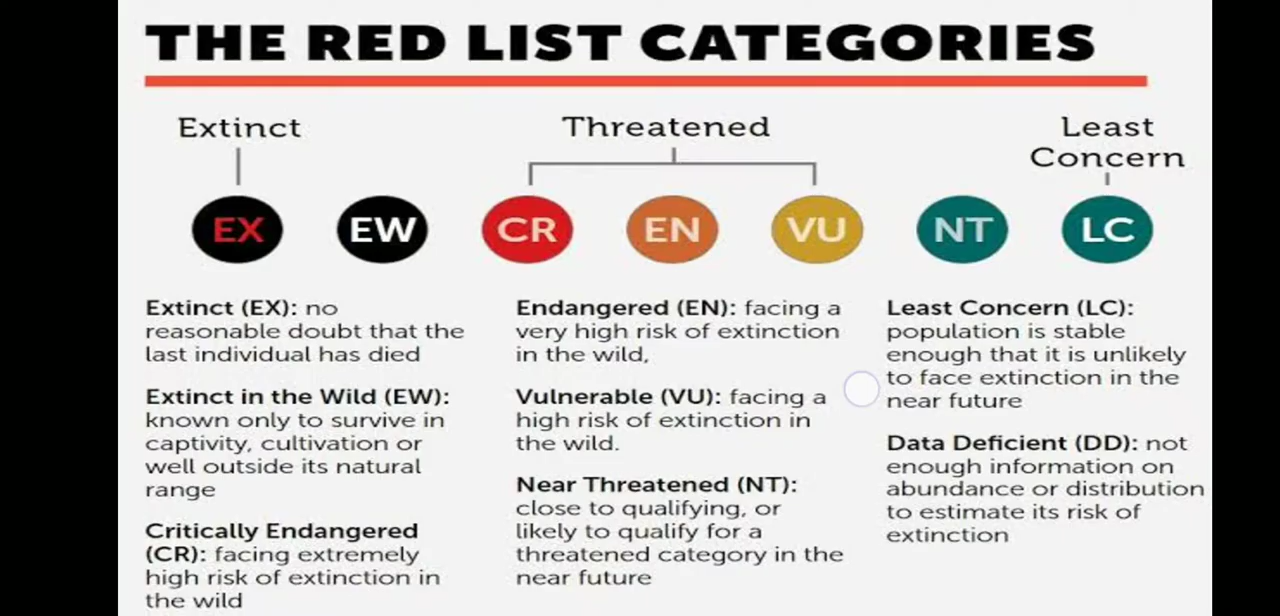 THE RED LIST CATEGORIES
Extinct
Threatened
Least
Concern
EX
EW
CR
EN
VU
NT
LC
Extinct (EX): no
reasonable doubt that the
last individual has died
Extinct in the Wild (EW):
known only to survive in
captivity, cultivation or
well outside its natural
range
Critically Endangered
(CR): facing extremely
high risk of extinction in
the wild
Endangered (EN): facing a
very high risk of extinction
in the wild,
Vulnerable (VU): facing a
high risk of extinction in
the wild.
Near Threatened (NT):
close to qualifying, or
likely to qualify for a
threatened category in the
near future
Least Concern (LC):
population is stable
enough that it is unlikely
to face extinction in the
near future
Data Deficient (DD): not
enough information on
abundance or distribution
to estimate its risk of
extinction